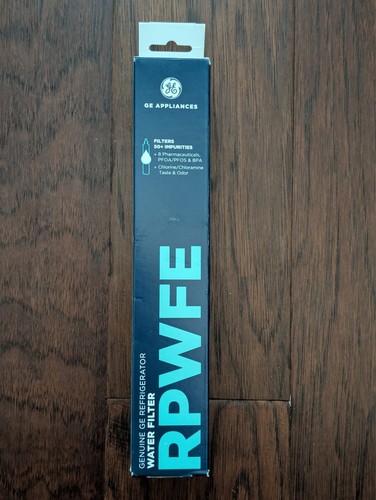 GE
GE APPLIANCES
FILTERS
50+ IMPURITIES
+ 8 Pharmaceuticals,
PFOA/PFOS & BPA
+ Chlorine/Chloramine
Taste & Odor
GENUINE GE REFRIGERATOR
WATER FILTER
RPWFE